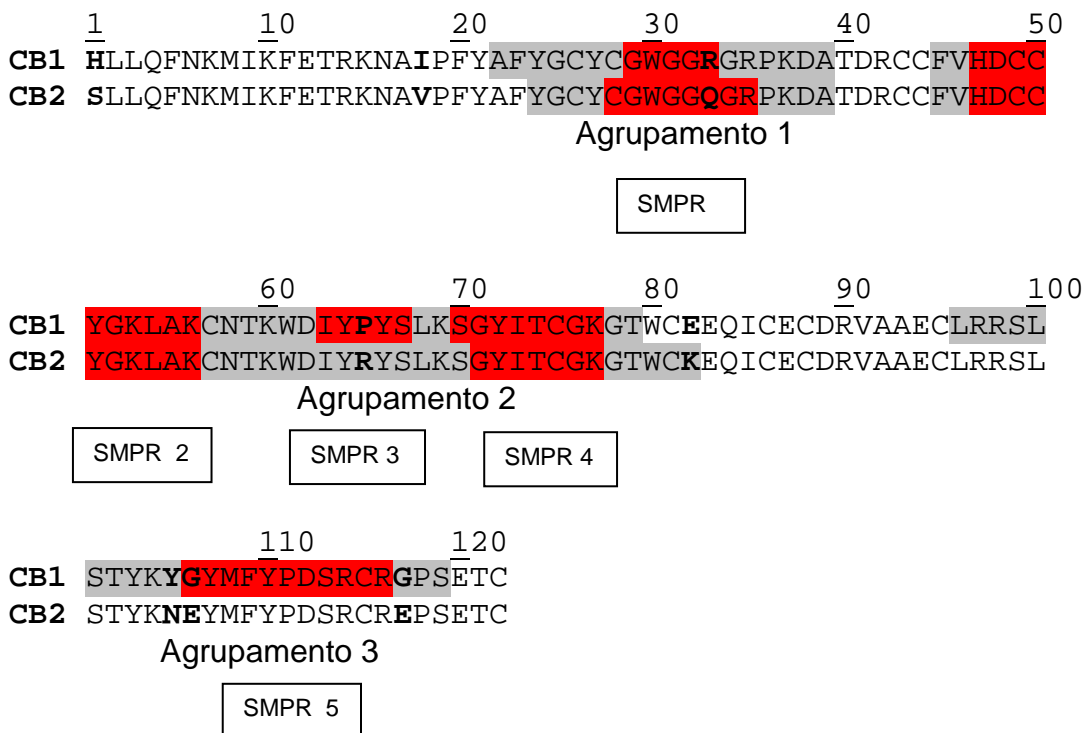 1 10 20 30 40 50
CB1 HLLQFNKMIKFETRKNAIPFYAFYGCYCGWGGRGRPKDATDRCCFVHDCC
CB2 SLLQFNKMIKFETRKNAVPFYAFYGCYCGWGGQGRPKDATDRCCFVHDCC
Agrupamento 1
SMPR
60 70 80 90 100
CB1 YGKLAKCNTKWDIYPYSLKSGYITCGKGTWCEEQICECDRVAAECLRRSL
CB2 YGKLAKCNTKWDIYRYSLKSGYITCGKGTWCKEQICECDRVAAECLRRSL
Agrupamento 2
SMPR 2 SMPR 3 SMPR 4
110 120
CB1 STYKYGYMFYPDSRCRGPSETC
CB2 STYKNEYMFYPDSRCREPSETC
Agrupamento 3
SMPR 5